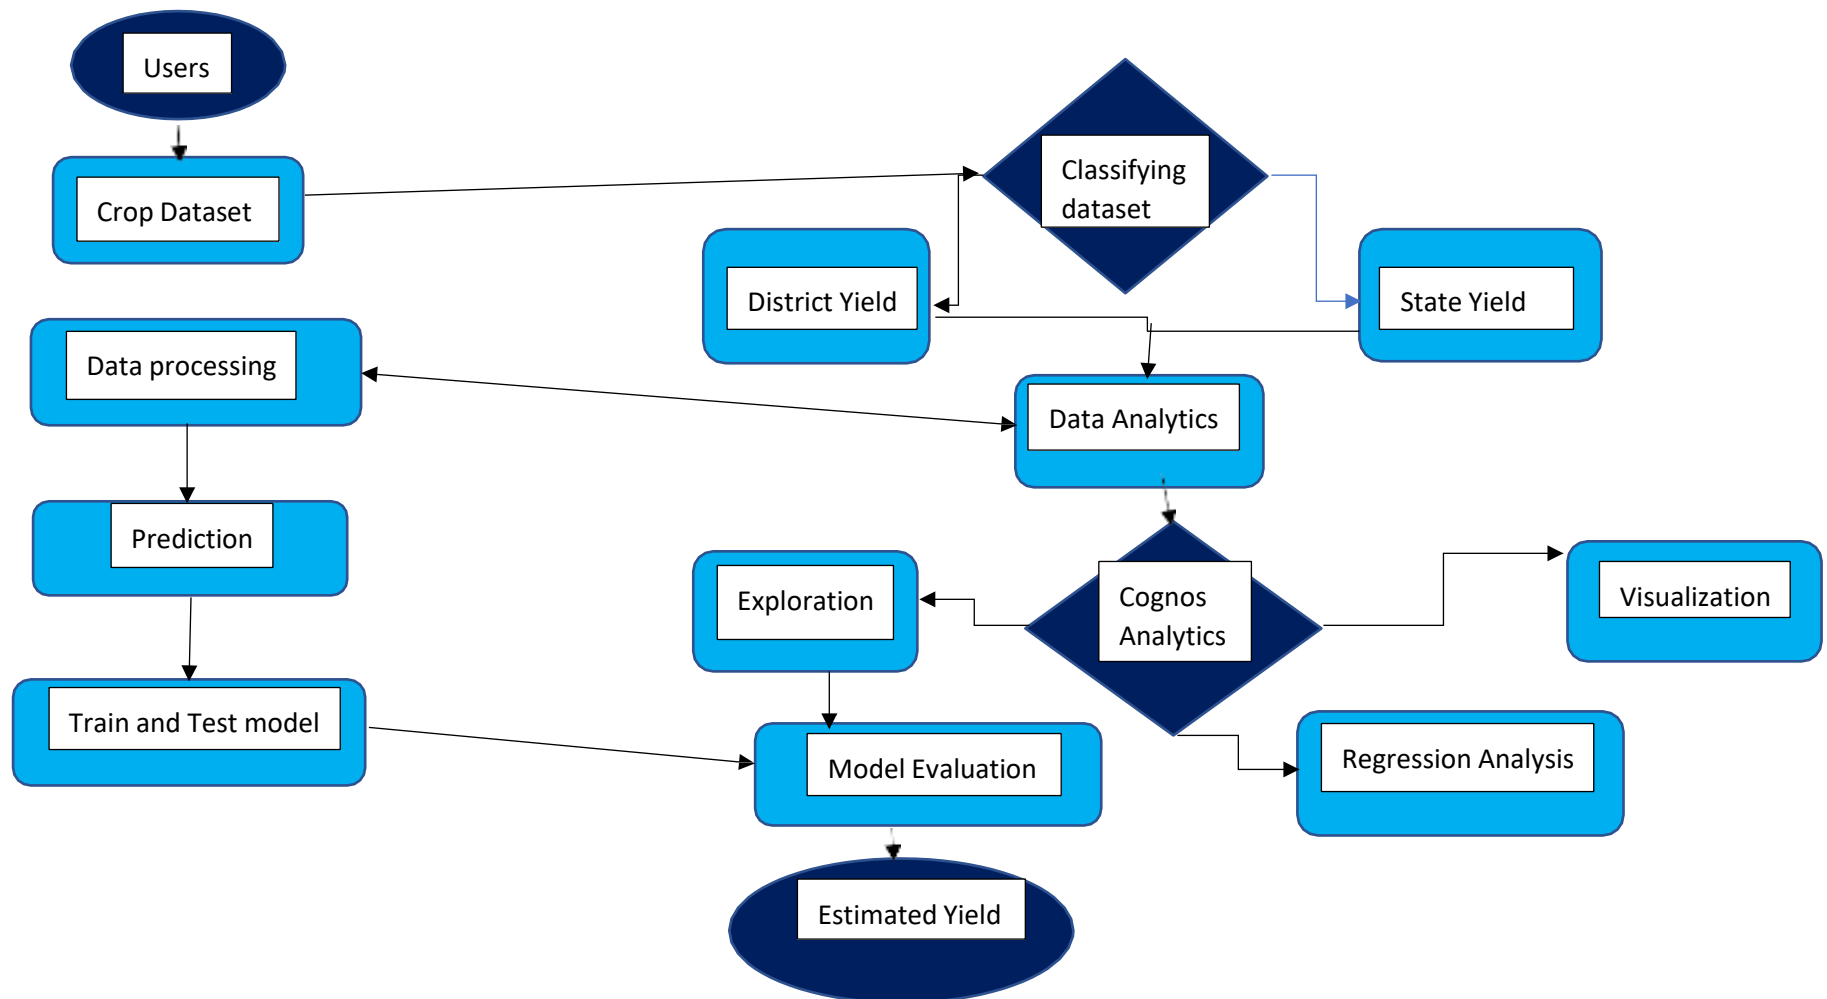 Users
Crop Dataset
Classifying
dataset
District Yield
State Yield
Data processing
Data Analytics
Prediction
Exploration
Cognos
Analytics
Visualization
Train and Test model
Model Evaluation
Regression Analysis
Estimated Yield